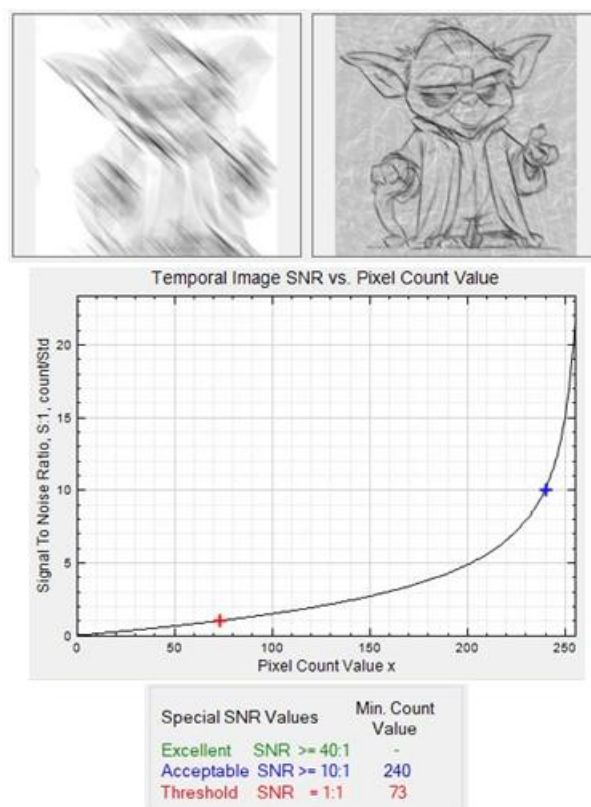 Temporal Image SNR vs. Pixel Count Value
Signal To Noise Ratio, S:1, count/Std
20
15
10
5
0
0 50 100 150 200 250
Pixel Count Value x
Special SNR Values Min. Count Value
Excellent SNR >= 40:1 -
Acceptable SNR >= 10:1 240
Threshold SNR = 1:1 73